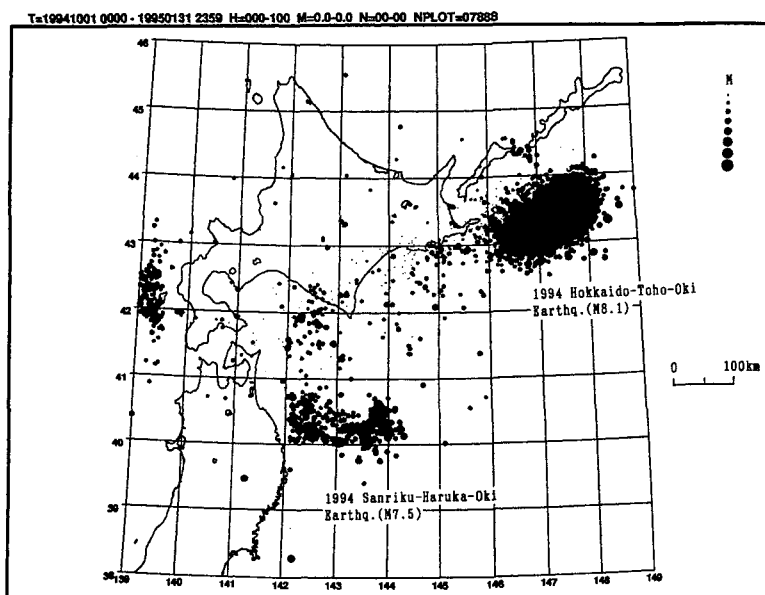 T=19941001 0000 - 19950131 2359 H=000-100 M=0.0-0.0 N=00-00 NPLOT=07888
46
45
44
43
42
41
40
39
38
139 140 141 142 143 144 145 146 147 148 149
M
1994 Hokkaido-Toho-Oki
Earthq.(M8.1)
0 100km
1994 Sanriku-Haruka-Oki
Earthq.(M7.5)